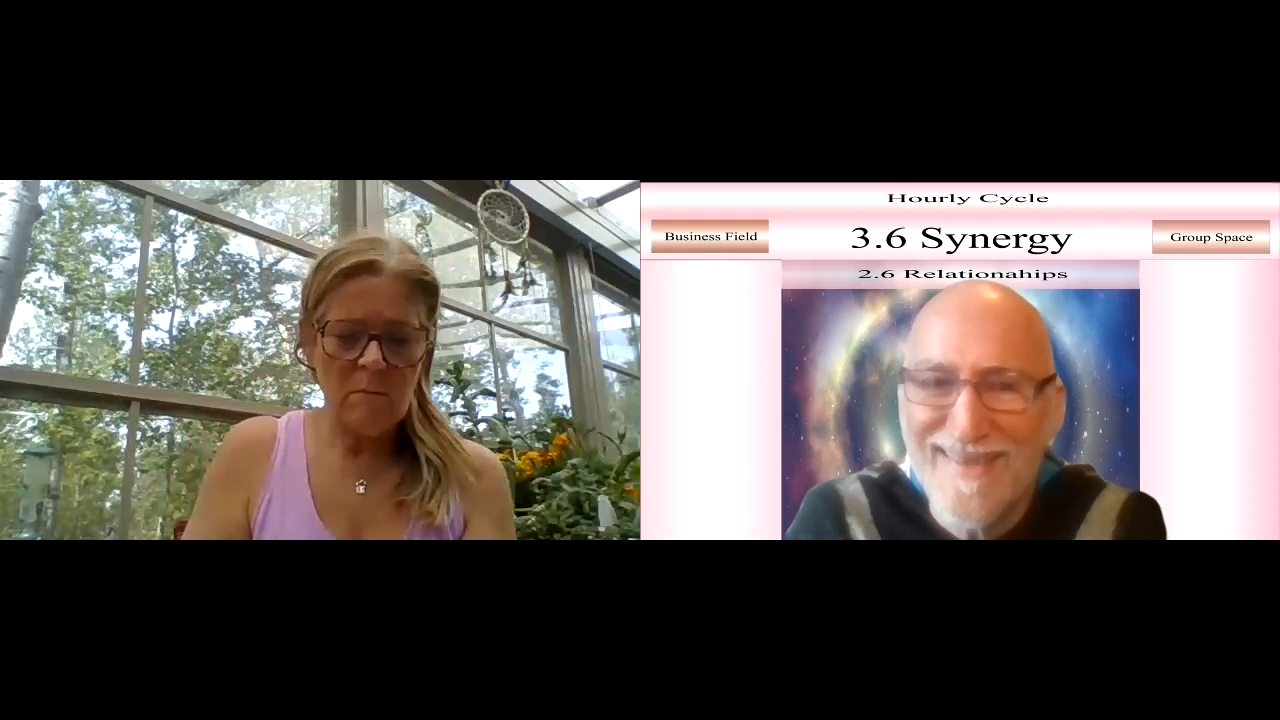 Hourly Cycle
Business Field
3.6 Synergy
Group Space
2.6 Relationahips